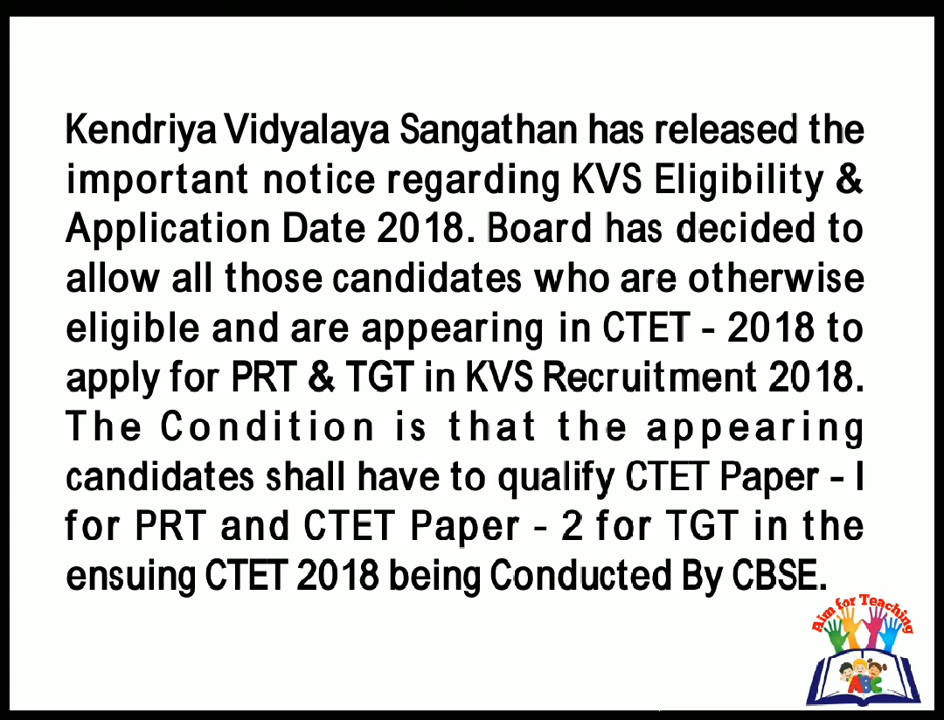 Kendriya Vidyalaya Sangathan has released the
important notice regarding KVS Eligibility &
Application Date 2018. Board has decided to
allow all those candidates who are otherwise
eligible and are appearing in CTET - 2018 to
apply for PRT & TGT in KVS Recruitment 2018.
The Condition is that the appearing
candidates shall have to qualify CTET Paper - I
for PRT and CTET Paper - 2 for TGT in the
ensuing CTET 2018 being Conducted By CBSE.
Aim for Teaching
ABC